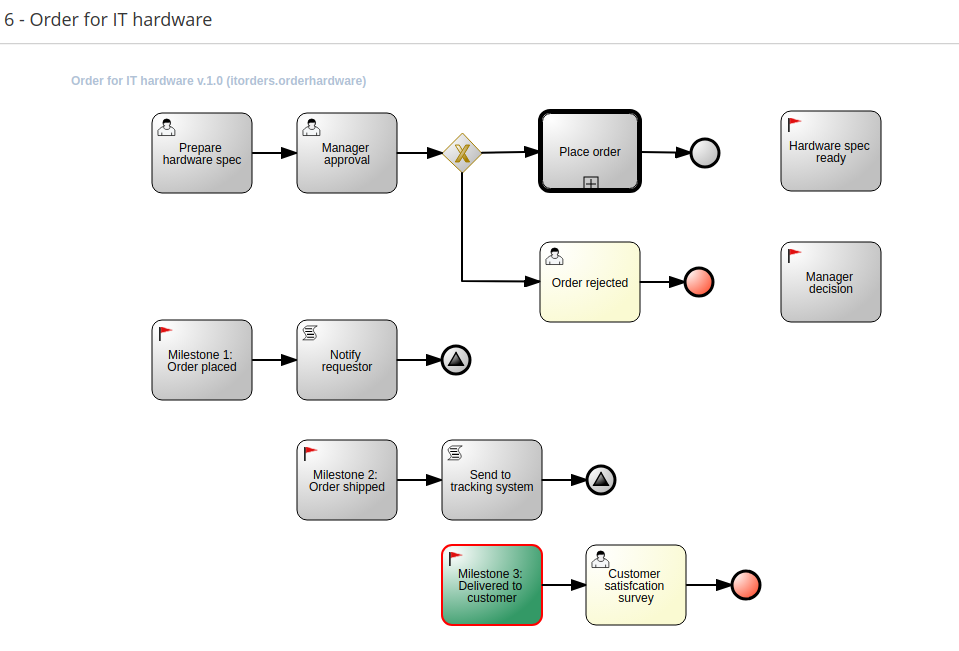 6 - Order for IT hardware
Order for IT hardware v.1.0 (itorders.orderhardware)
Prepare
hardware spec
Manager
approval
X
Place order
Hardware spec
ready
Order rejected
Manager
decision
Milestone 1:
Order placed
Notify
requestor
Milestone 2:
Order shipped
Send to
tracking system
Milestone 3:
Delivered to
customer
Customer
satisfcation
survey